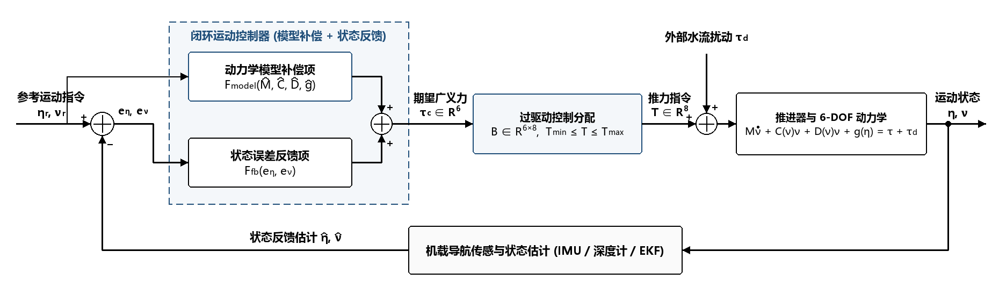 闭环运动控制器 (模型补偿 + 状态反馈)
动力学模型补偿项
Fmodel(M̂, Ĉ, D̂, ĝ)
参考运动指令
ηr, νr
+
−
eη, eν
状态误差反馈项
Ffb(eη, eν)
+
+
期望广义力
τc ∈ R⁶
过驱动控制分配
B ∈ R⁶ˣ⁸, Tmin ≤ T ≤ Tmax
推力指令
T ∈ R⁸
+
外部水流扰动 τd
+
推进器与 6-DOF 动力学
Mν̇ + C(ν)ν + D(ν)ν + g(η) = τ + τd
运动状态
η, ν
状态反馈估计 η̂, ν̂
机载导航传感与状态估计 (IMU / 深度计 / EKF)